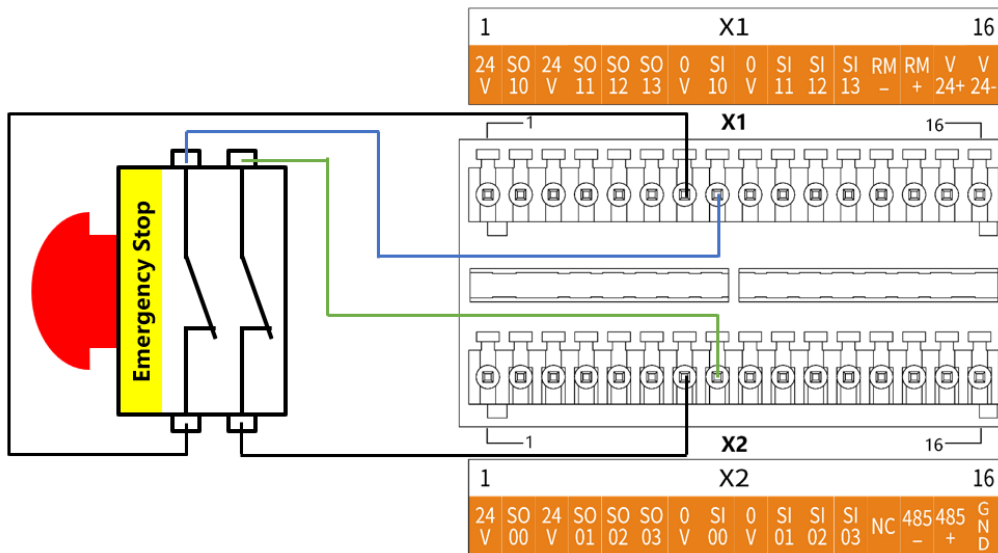 1 X1 16
24 V SO 10 24 V SO 11 SO 12 SO 13 0 V SI 10 0 V SI 11 SI 12 SI 13 RM – RM + V 24+ V 24-
1 X1 16
Emergency Stop
1 X2 16
1 X2 16
24 V SO 00 24 V SO 01 SO 02 SO 03 0 V SI 00 0 V SI 01 SI 02 SI 03 NC 485 – 485 + GND